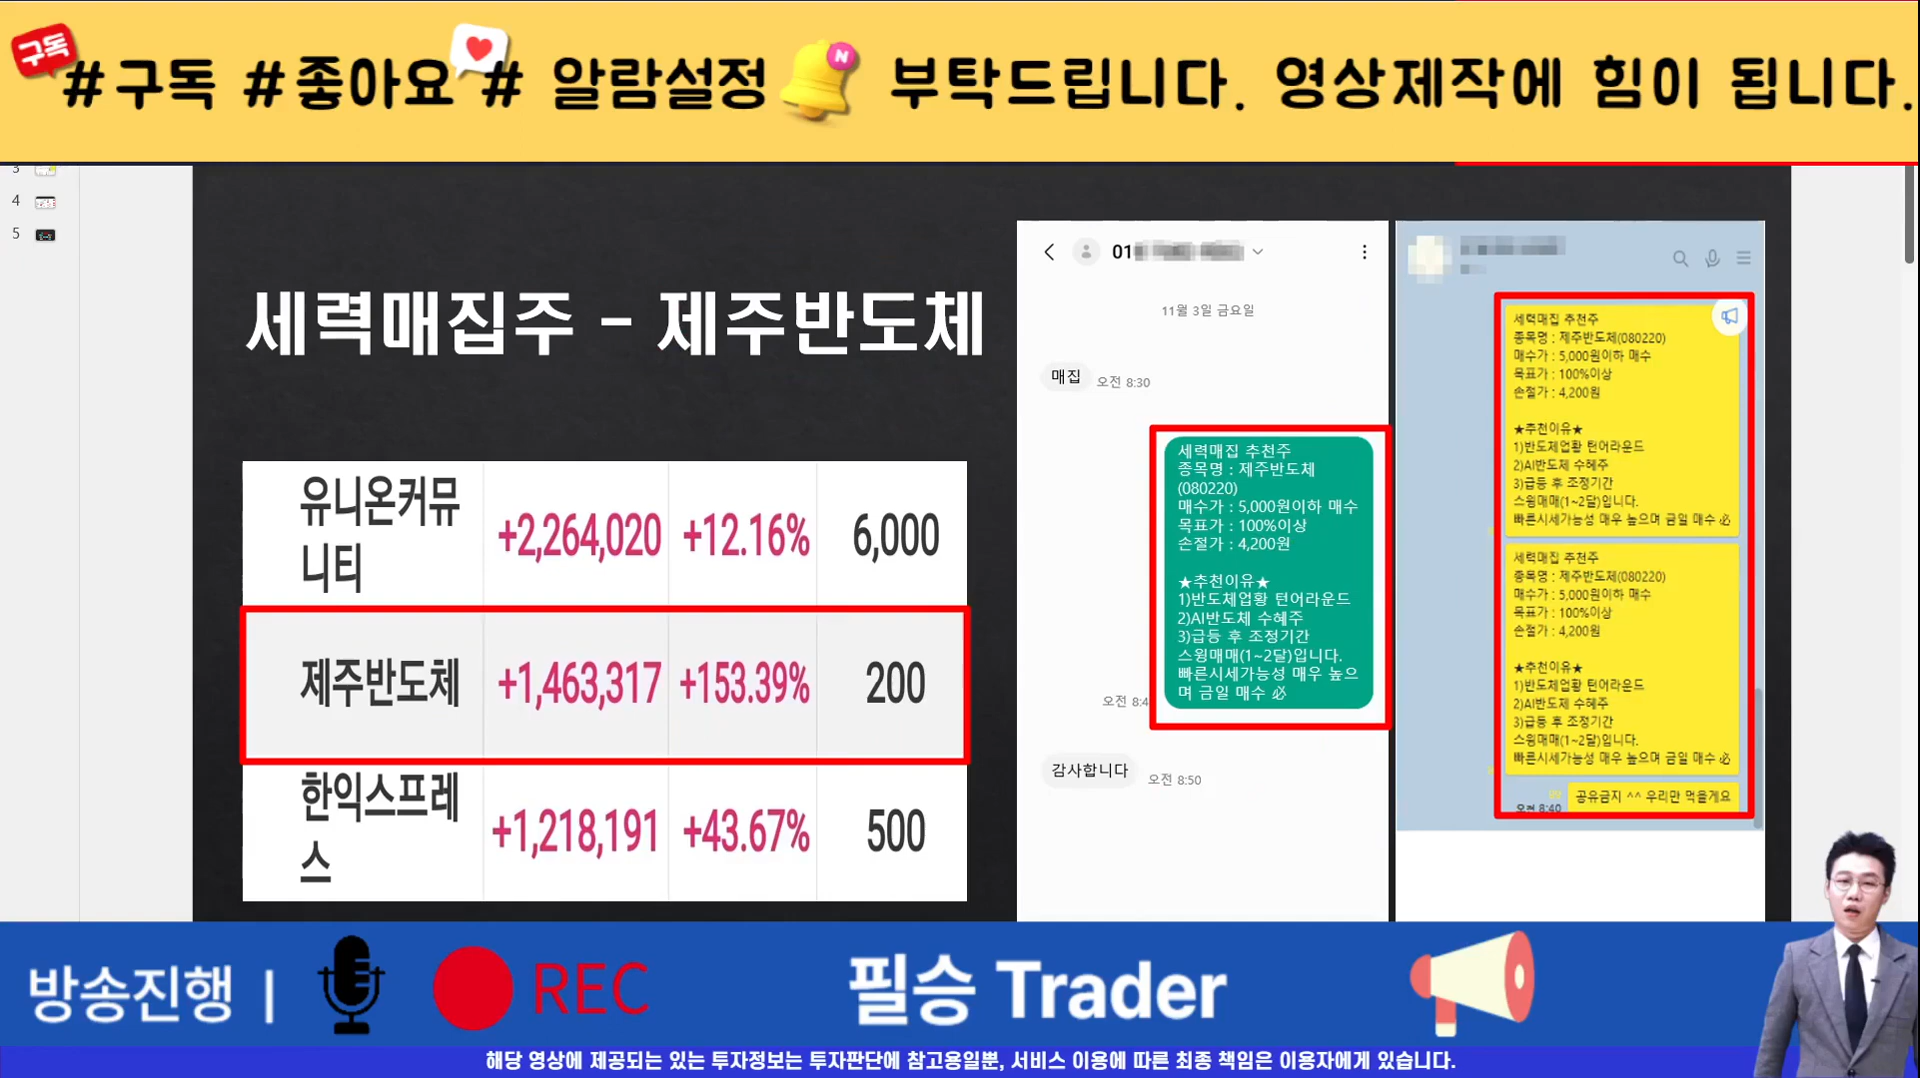 구독
#구독 #좋아요 # 알람설정 N 부탁드립니다. 영상제작에 힘이 됩니다.
3
4
5
세력매집주 - 제주반도체
유니온커뮤니티 +2,264,020 +12.16% 6,000
제주반도체 +1,463,317 +153.39% 200
한익스프레스 +1,218,191 +43.67% 500
01
11월 3일 금요일
매집 오전 8:30
세력매집 추천주
종목명 : 제주반도체
(080220)
매수가 : 5,000원이하 매수
목표가 : 100%이상
손절가 : 4,200원
★추천이유★
1)반도체업황 턴어라운드
2)AI반도체 수혜주
3)급등 후 조정기간
스윙매매(1~2달)입니다.
빠른시세가능성 매우 높으
며 금일 매수 必
오전 8:4
감사합니다 오전 8:50
세력매집 추천주
종목명 : 제주반도체(080220)
매수가 : 5,000원이하 매수
목표가 : 100%이상
손절가 : 4,200원
★추천이유★
1)반도체업황 턴어라운드
2)AI반도체 수혜주
3)급등 후 조정기간
스윙매매(1~2달)입니다.
빠른시세가능성 매우 높으며 금일 매수 必
세력매집 추천주
종목명 : 제주반도체(080220)
매수가 : 5,000원이하 매수
목표가 : 100%이상
손절가 : 4,200원
★추천이유★
1)반도체업황 턴어라운드
2)AI반도체 수혜주
3)급등 후 조정기간
스윙매매(1~2달)입니다.
빠른시세가능성 매우 높으며 금일 매수 必
오전 8:40 공유금지 ^^ 우리만 먹을게요
방송진행 | REC 필승 Trader
해당 영상에 제공되는 있는 투자정보는 투자판단에 참고용일뿐, 서비스 이용에 따른 최종 책임은 이용자에게 있습니다.